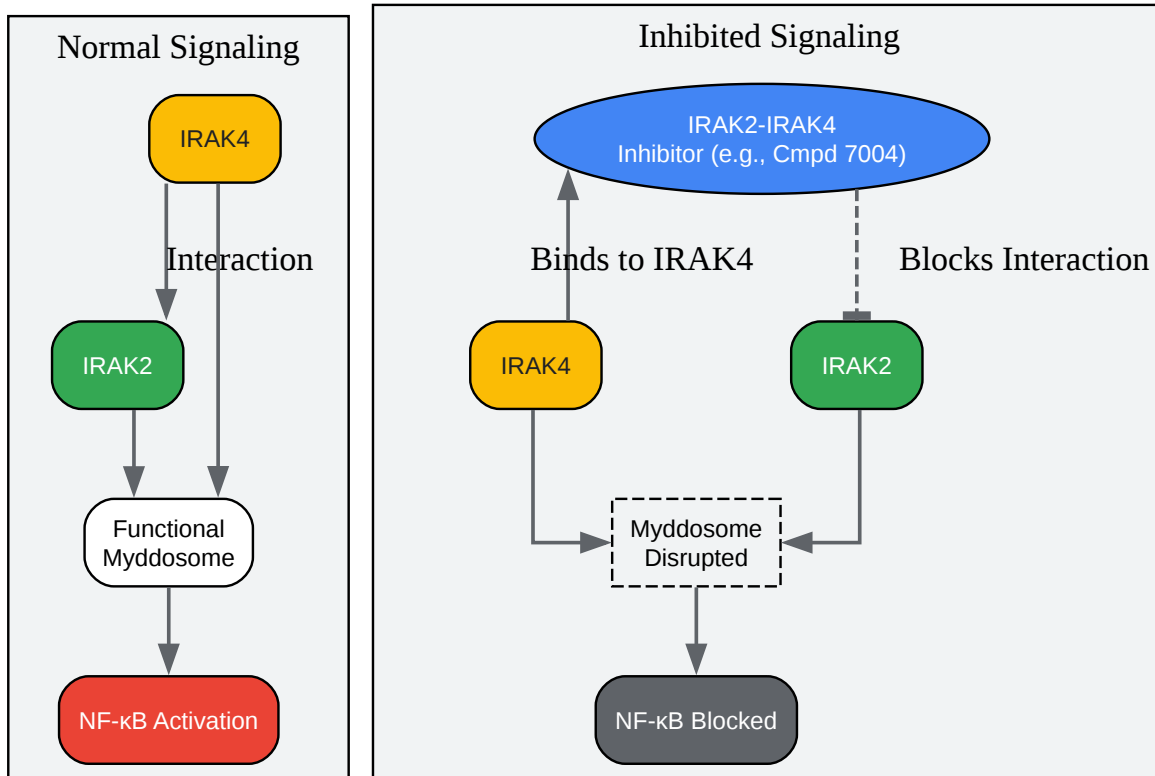 Normal Signaling
IRAK4
Interaction
IRAK2
Functional
Myddosome
NF-κB Activation
Inhibited Signaling
IRAK2-IRAK4
Inhibitor (e.g., Cmpd 7004)
Binds to IRAK4
Blocks Interaction
IRAK4
IRAK2
Myddosome
Disrupted
NF-κB Blocked